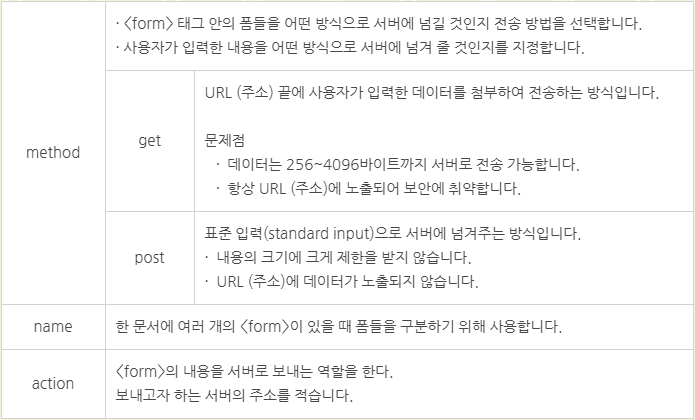 method
· <form> 태그 안의 폼들을 어떤 방식으로 서버에 넘길 것인지 전송 방법을 선택합니다.
· 사용자가 입력한 내용을 어떤 방식으로 서버에 넘겨 줄 것인지를 지정합니다.
get
URL (주소) 끝에 사용자가 입력한 데이터를 첨부하여 전송하는 방식입니다.
문제점
· 데이터는 256~4096바이트까지 서버로 전송 가능합니다.
· 항상 URL (주소)에 노출되어 보안에 취약합니다.
post
표준 입력(standard input)으로 서버에 넘겨주는 방식입니다.
· 내용의 크기에 크게 제한을 받지 않습니다.
· URL (주소)에 데이터가 노출되지 않습니다.
name
한 문서에 여러 개의 <form>이 있을 때 폼들을 구분하기 위해 사용합니다.
action
<form>의 내용을 서버로 보내는 역할을 한다.
보내고자 하는 서버의 주소를 적습니다.